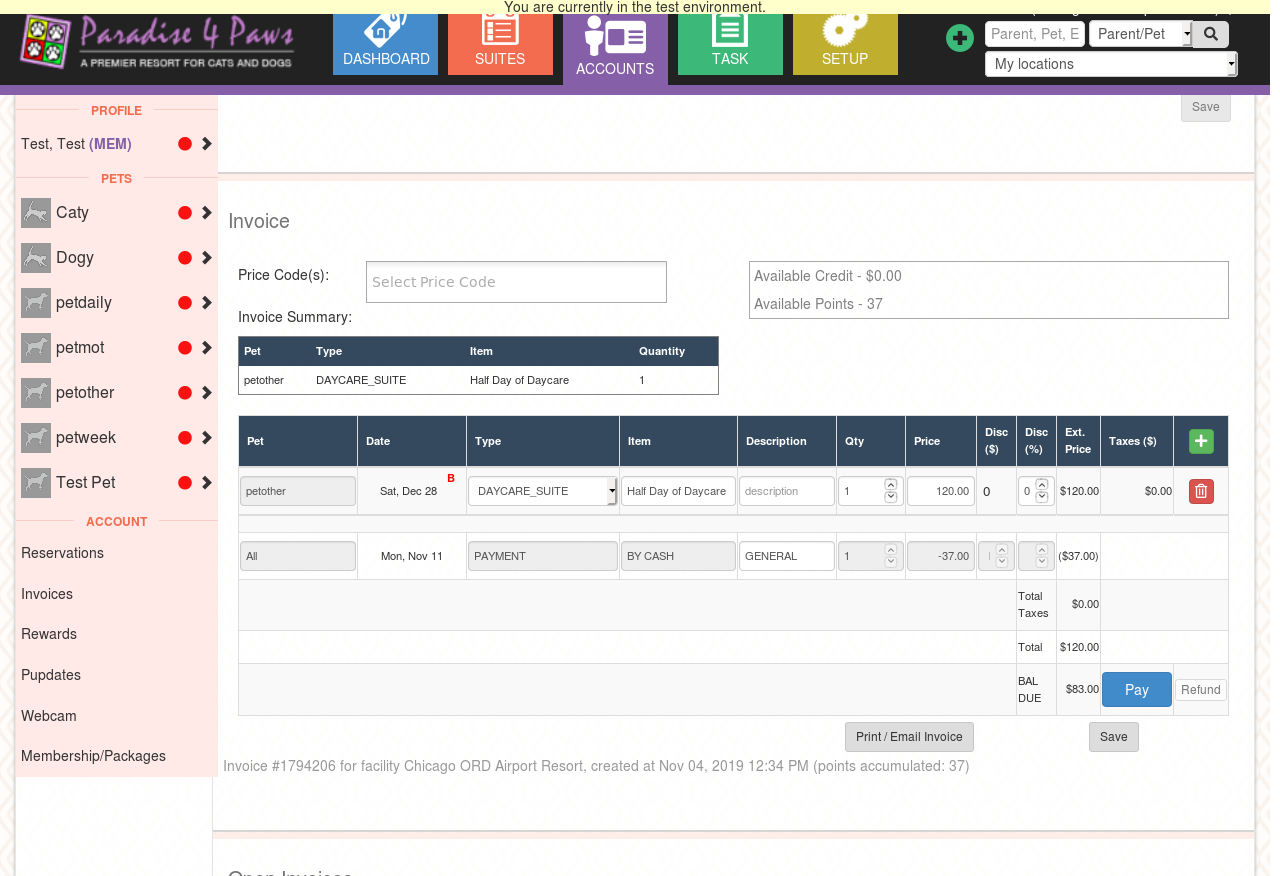 You are currently in the test environment.
Paradise 4 Paws
A PREMIER RESORT FOR CATS AND DOGS
DASHBOARD
SUITES
ACCOUNTS
TASK
SETUP
Parent, Pet, E
Parent/Pet
My locations
PROFILE
Test, Test (MEM)
PETS
Caty
Dogy
petdaily
petmot
petother
petweek
Test Pet
ACCOUNT
Reservations
Invoices
Rewards
Pupdates
Webcam
Membership/Packages
Save
Invoice
Price Code(s):
Select Price Code
Available Credit - $0.00
Available Points - 37
Invoice Summary:
Pet Type Item Quantity
petother DAYCARE_SUITE Half Day of Daycare 1
Pet Date Type Item Description Qty Price Disc ($) Disc (%) Ext. Price Taxes ($)
petother Sat, Dec 28 B DAYCARE_SUITE Half Day of Daycare description 1 120.00 0 0 $120.00 $0.00
All Mon, Nov 11 PAYMENT BY CASH GENERAL 1 -37.00 ($37.00)
Total Taxes $0.00
Total $120.00
BAL DUE $83.00 Pay Refund
Print / Email Invoice
Save
Invoice #1794206 for facility Chicago ORD Airport Resort, created at Nov 04, 2019 12:34 PM (points accumulated: 37)
Open Invoices